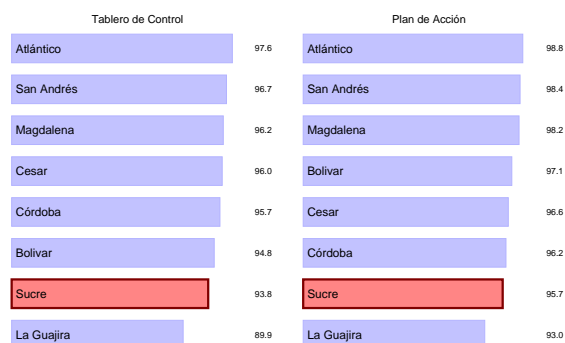 Tablero de Control
Atlántico 97.6
San Andrés 96.7
Magdalena 96.2
Cesar 96.0
Córdoba 95.7
Bolivar 94.8
Sucre 93.8
La Guajira 89.9
Plan de Acción
Atlántico 98.8
San Andrés 98.4
Magdalena 98.2
Bolivar 97.1
Cesar 96.6
Córdoba 96.2
Sucre 95.7
La Guajira 93.0